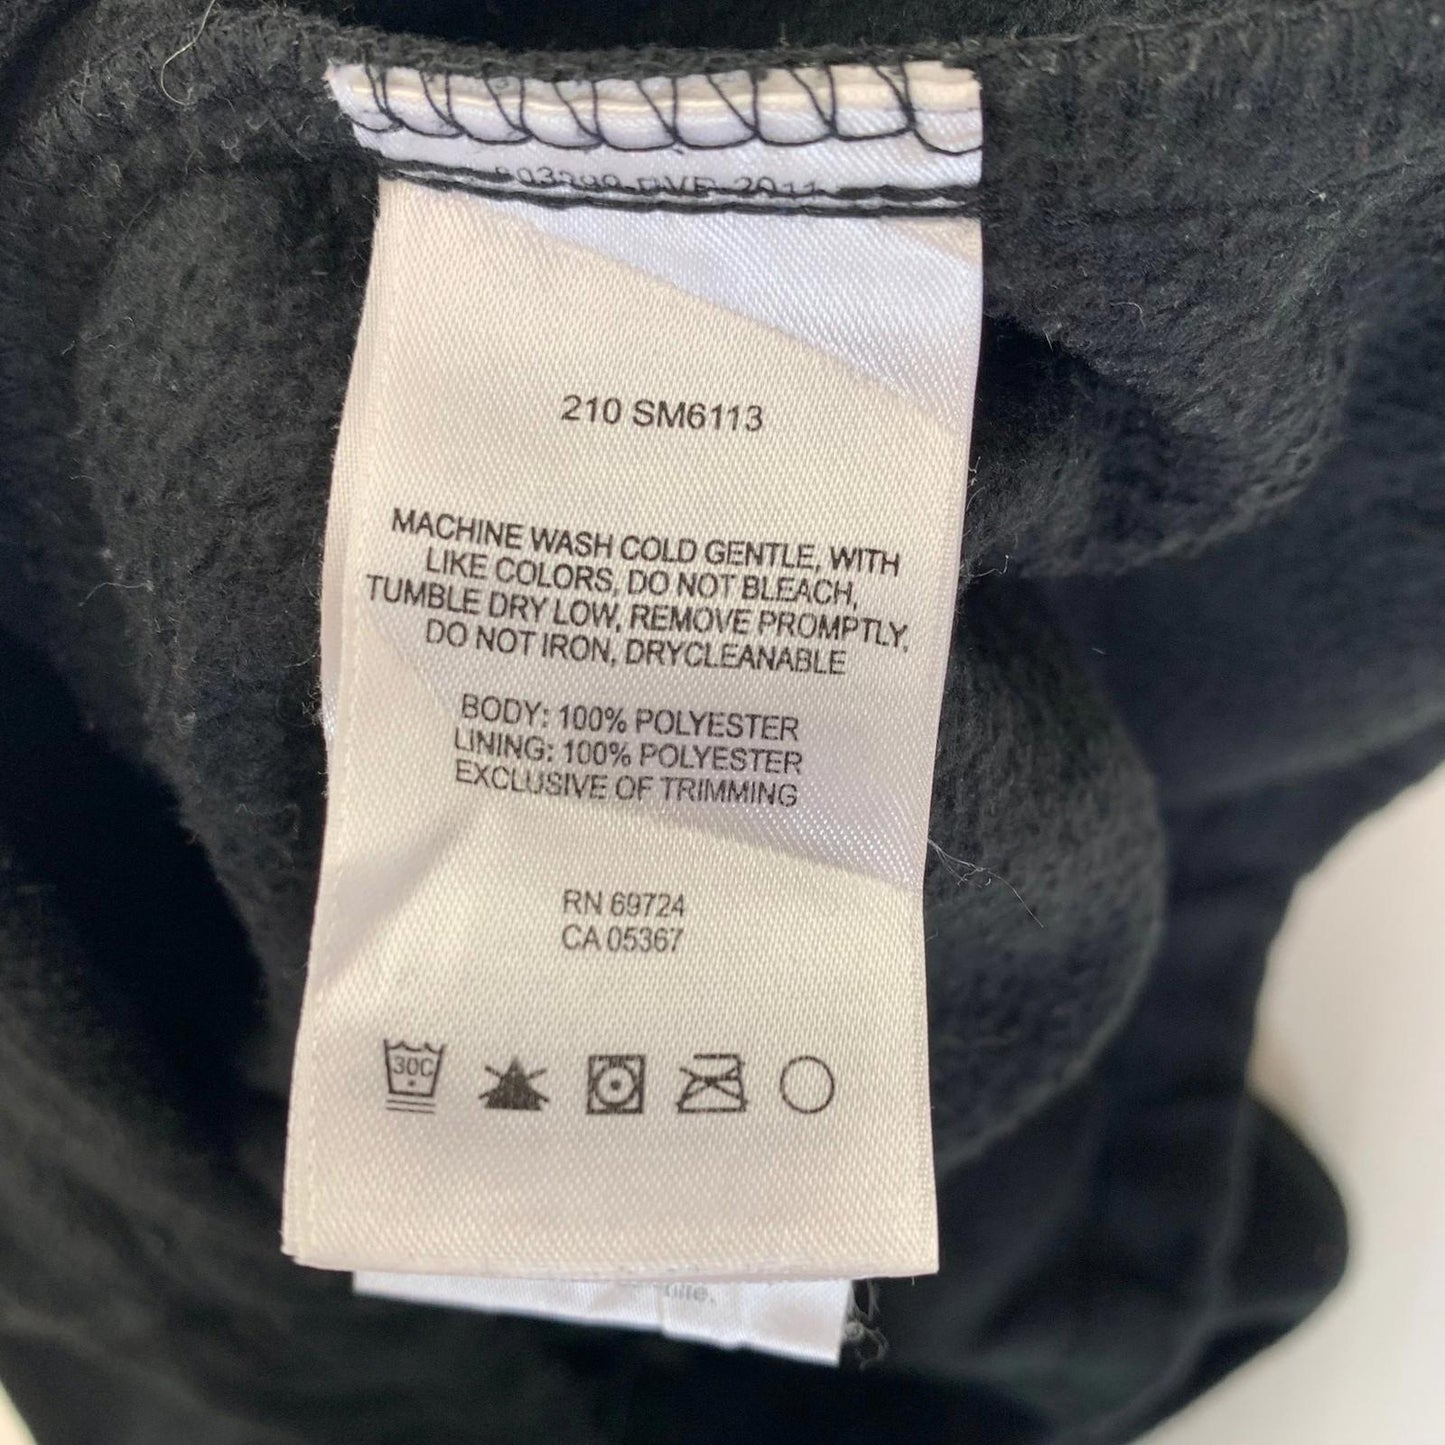 210 SM6113
MACHINE WASH COLD GENTLE, WITH
LIKE COLORS, DO NOT BLEACH,
TUMBLE DRY LOW, REMOVE PROMPTLY,
DO NOT IRON, DRYCLEANABLE
BODY: 100% POLYESTER
LINING: 100% POLYESTER
EXCLUSIVE OF TRIMMING
RN 69724
CA 05367
30C